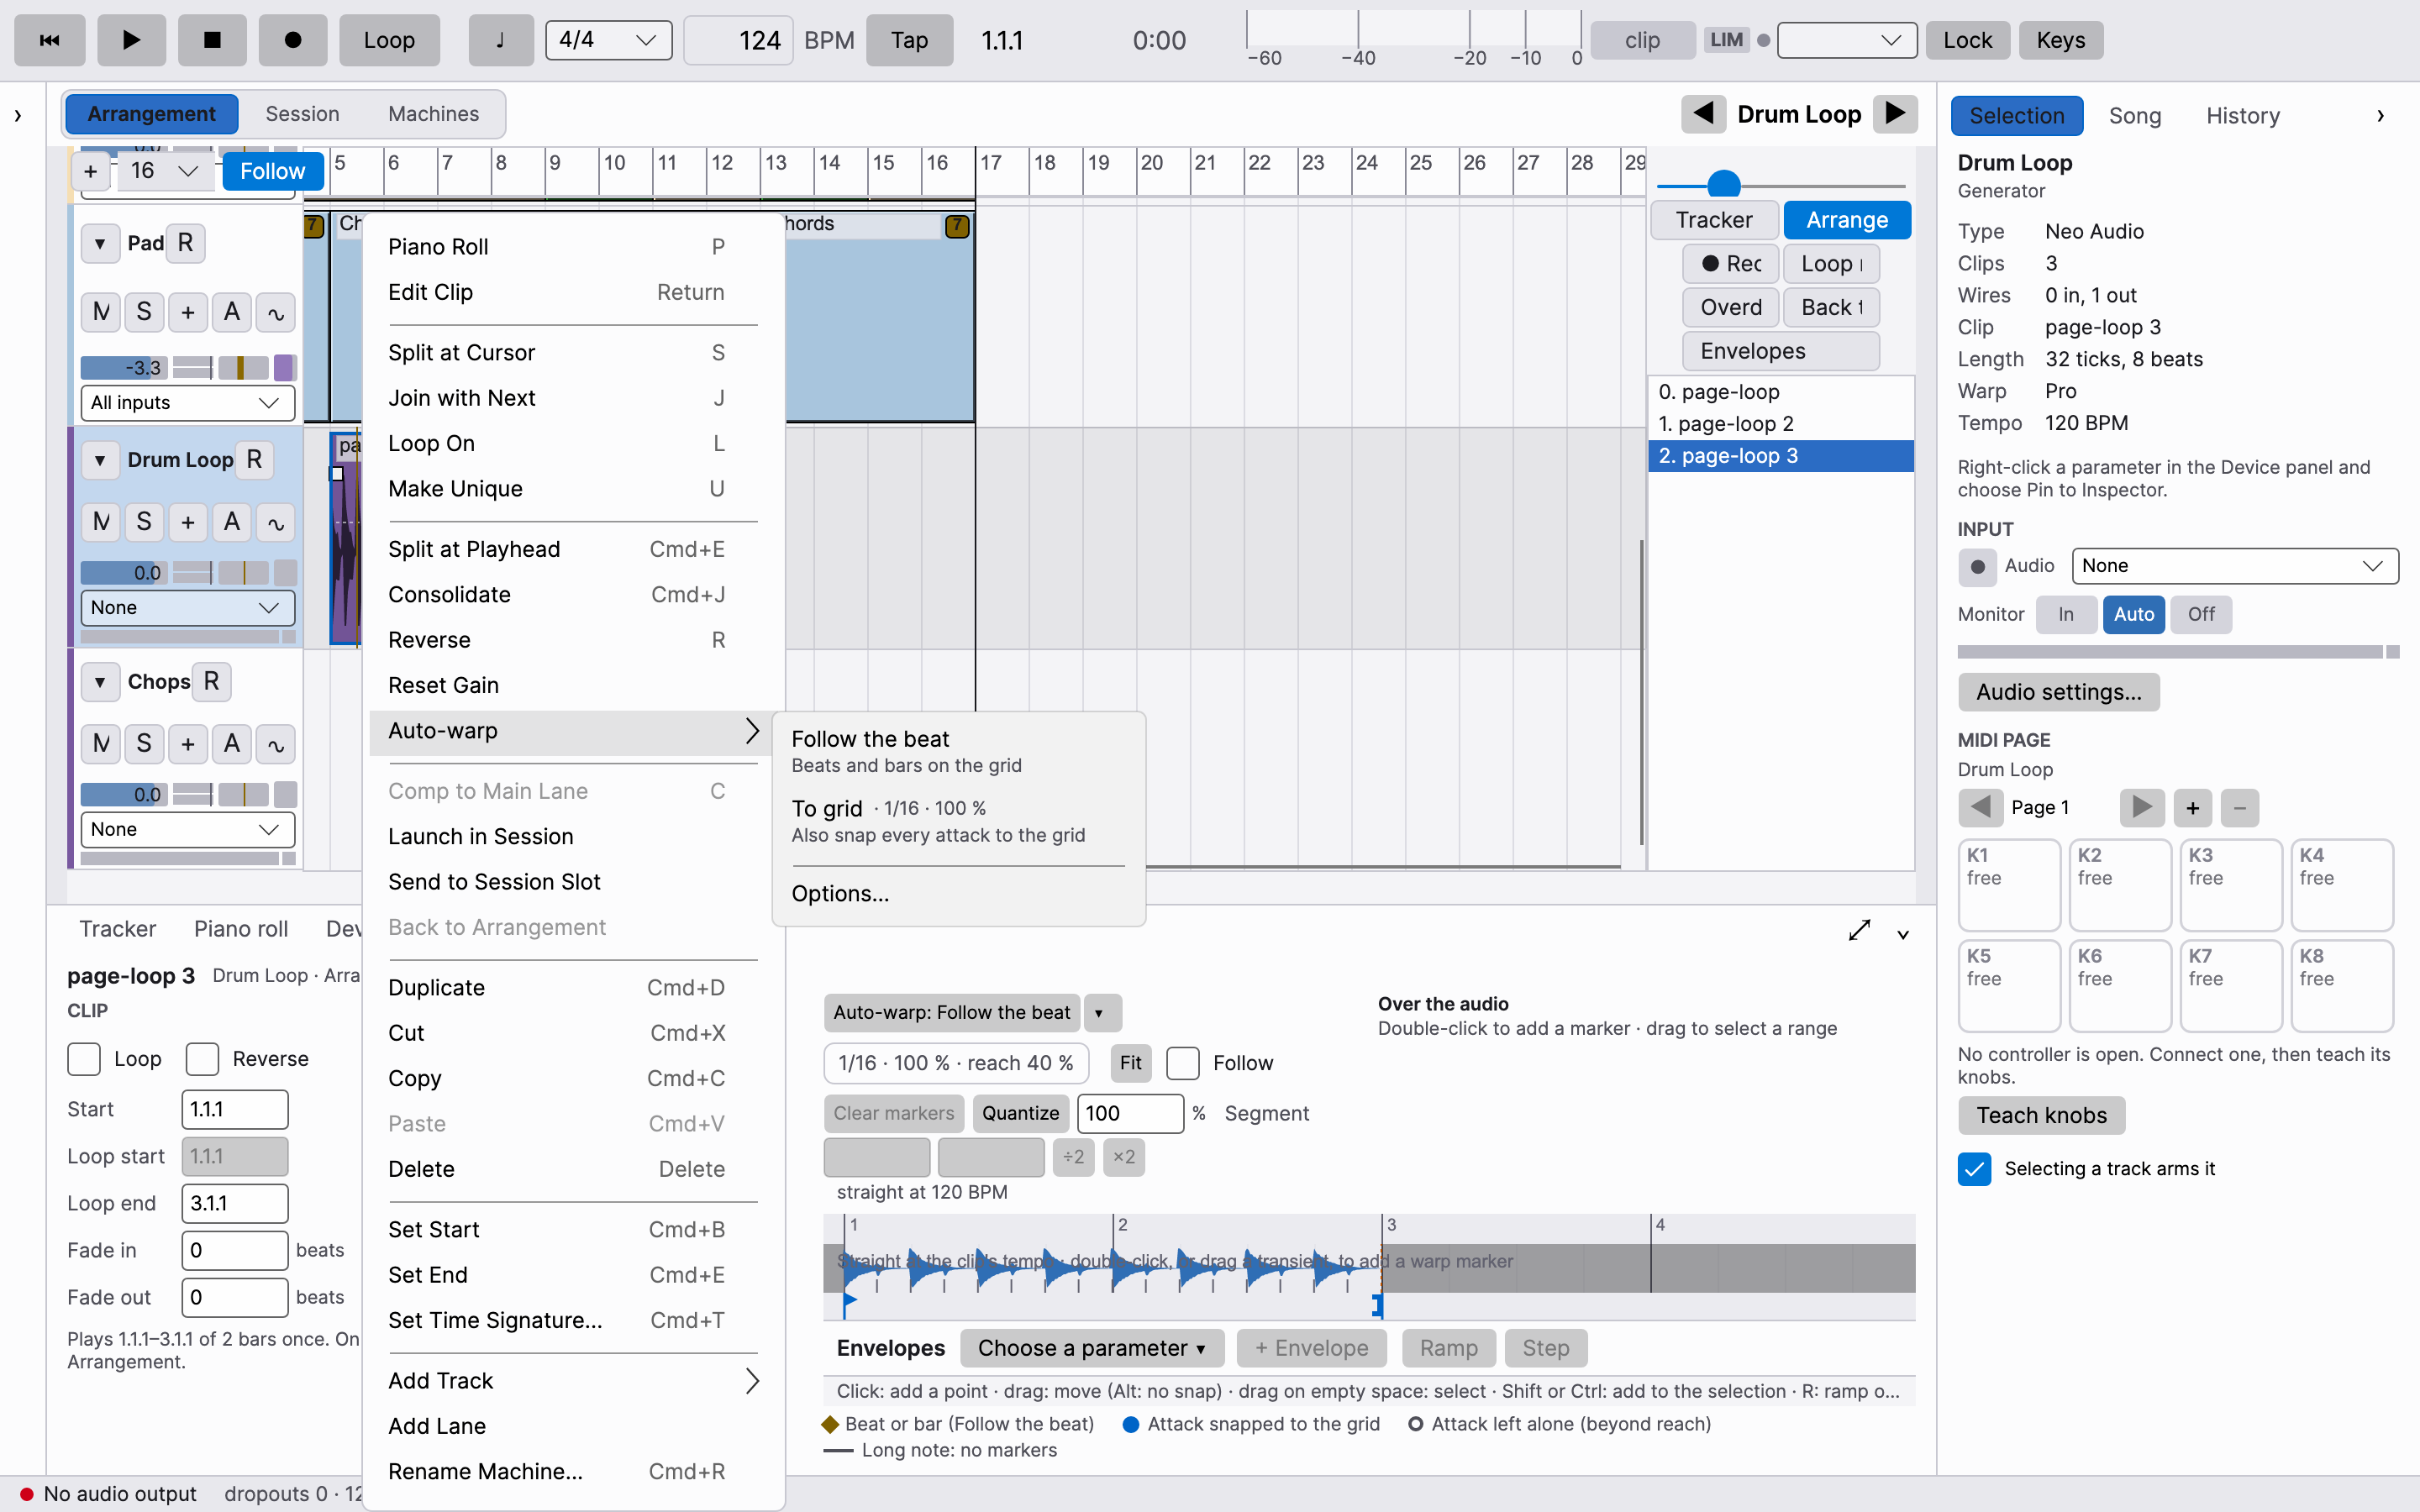 Loop
4/4
124 BPM
Tap
1.1.1
0:00
−60 −40 −20 −10 0
clip
LIM
Lock
Keys
Arrangement
Session
Machines
Drum Loop
Selection
Song
History
16
Follow
5 6 7 8 9 10 11 12 13 14 15 16 17 18 19 20 21 22 23 24 25 26 27 28 29
Pad R
M S + A
-3.3
All inputs
Drum Loop R
M S + A
0.0
None
Chops R
M S + A
0.0
None
7
hords 7
Piano Roll P
Edit Clip Return
Split at Cursor S
Join with Next J
Loop On L
Make Unique U
Split at Playhead Cmd+E
Consolidate Cmd+J
Reverse R
Reset Gain
Auto-warp
Comp to Main Lane C
Launch in Session
Send to Session Slot
Back to Arrangement
Duplicate Cmd+D
Cut Cmd+X
Copy Cmd+C
Paste Cmd+V
Delete Delete
Set Start Cmd+B
Set End Cmd+E
Set Time Signature... Cmd+T
Add Track
Add Lane
Rename Machine... Cmd+R
Follow the beat
Beats and bars on the grid
To grid · 1/16 · 100 %
Also snap every attack to the grid
Options...
Tracker
Arrange
Rec
Loop
Overd
Back
Envelopes
0. page-loop
1. page-loop 2
2. page-loop 3
Drum Loop
Generator
Type Neo Audio
Clips 3
Wires 0 in, 1 out
Clip page-loop 3
Length 32 ticks, 8 beats
Warp Pro
Tempo 120 BPM
Right-click a parameter in the Device panel and
choose Pin to Inspector.
INPUT
Audio None
Monitor In Auto Off
Audio settings...
MIDI PAGE
Drum Loop
Page 1 + −
K1 free
K2 free
K3 free
K4 free
K5 free
K6 free
K7 free
K8 free
No controller is open. Connect one, then teach its
knobs.
Teach knobs
Selecting a track arms it
Tracker
Piano roll
Dev
page-loop 3 Drum Loop · Arra
CLIP
Loop Reverse
Start 1.1.1
Loop start 1.1.1
Loop end 3.1.1
Fade in 0 beats
Fade out 0 beats
Plays 1.1.1–3.1.1 of 2 bars once. On
Arrangement.
Auto-warp: Follow the beat
1/16 · 100 % · reach 40 %
Fit
Follow
Clear markers
Quantize
100 %
Segment
÷2
×2
straight at 120 BPM
Over the audio
Double-click to add a marker · drag to select a range
1 2 3 4
Straight at the clip's tempo · double-click, or drag a transient, to add a warp marker
Envelopes
Choose a parameter
+ Envelope
Ramp
Step
Click: add a point · drag: move (Alt: no snap) · drag on empty space: select · Shift or Ctrl: add to the selection · R: ramp o...
Beat or bar (Follow the beat)
Attack snapped to the grid
Attack left alone (beyond reach)
Long note: no markers
No audio output
dropouts 0 · 12